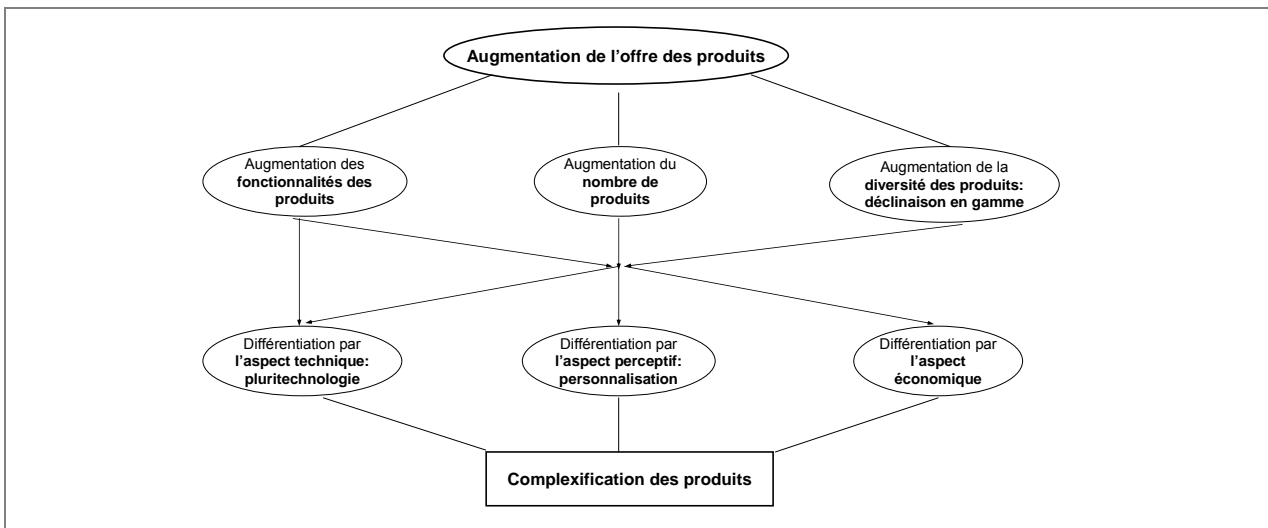 Augmentation de l'offre des produits
Augmentation des
fonctionnalités des
produits
Augmentation du
nombre de
produits
Augmentation de la
diversité des produits:
déclinaison en gamme
Différentiation par
l'aspect technique:
pluritechnologie
Différentiation par
l'aspect perceptif:
personnalisation
Différentiation par
l'aspect
économique
Complexification des produits